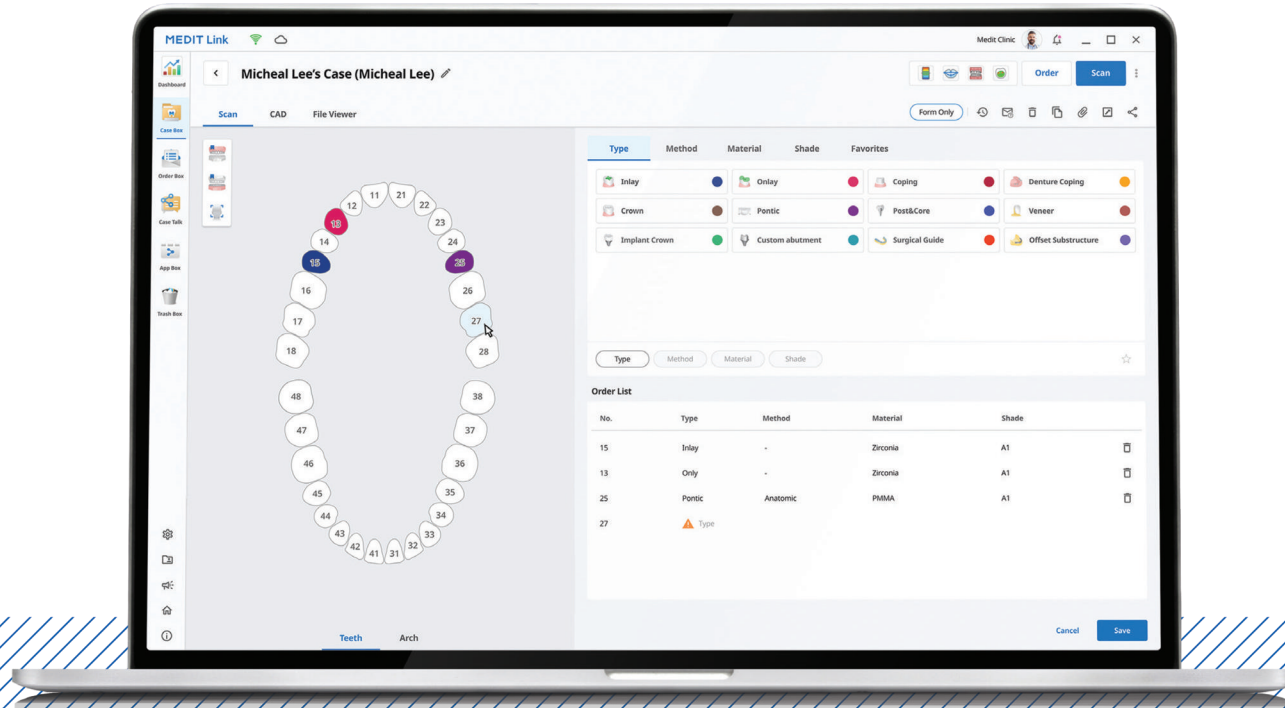 MEDIT Link
Medit Clinic
Dashboard
Case Box
Order Box
Case Talk
App Box
Trash Box
Micheal Lee's Case (Micheal Lee)
Order
Scan
Scan CAD File Viewer
Form Only
11 21
12 22
13 23
14 24
15 25
16 26
17 27
18 28
48 38
47 37
46 36
45 35
44 34
43 33
42 41 31 32
Teeth Arch
Type Method Material Shade Favorites
Inlay Onlay Coping Denture Coping
Crown Pontic Post&Core Veneer
Implant Crown Custom abutment Surgical Guide Offset Substructure
Type Method Material Shade
Order List
No. Type Method Material Shade
15 Inlay - Zirconia A1
13 Only - Zirconia A1
25 Pontic Anatomic PMMA A1
27 Type
Cancel Save